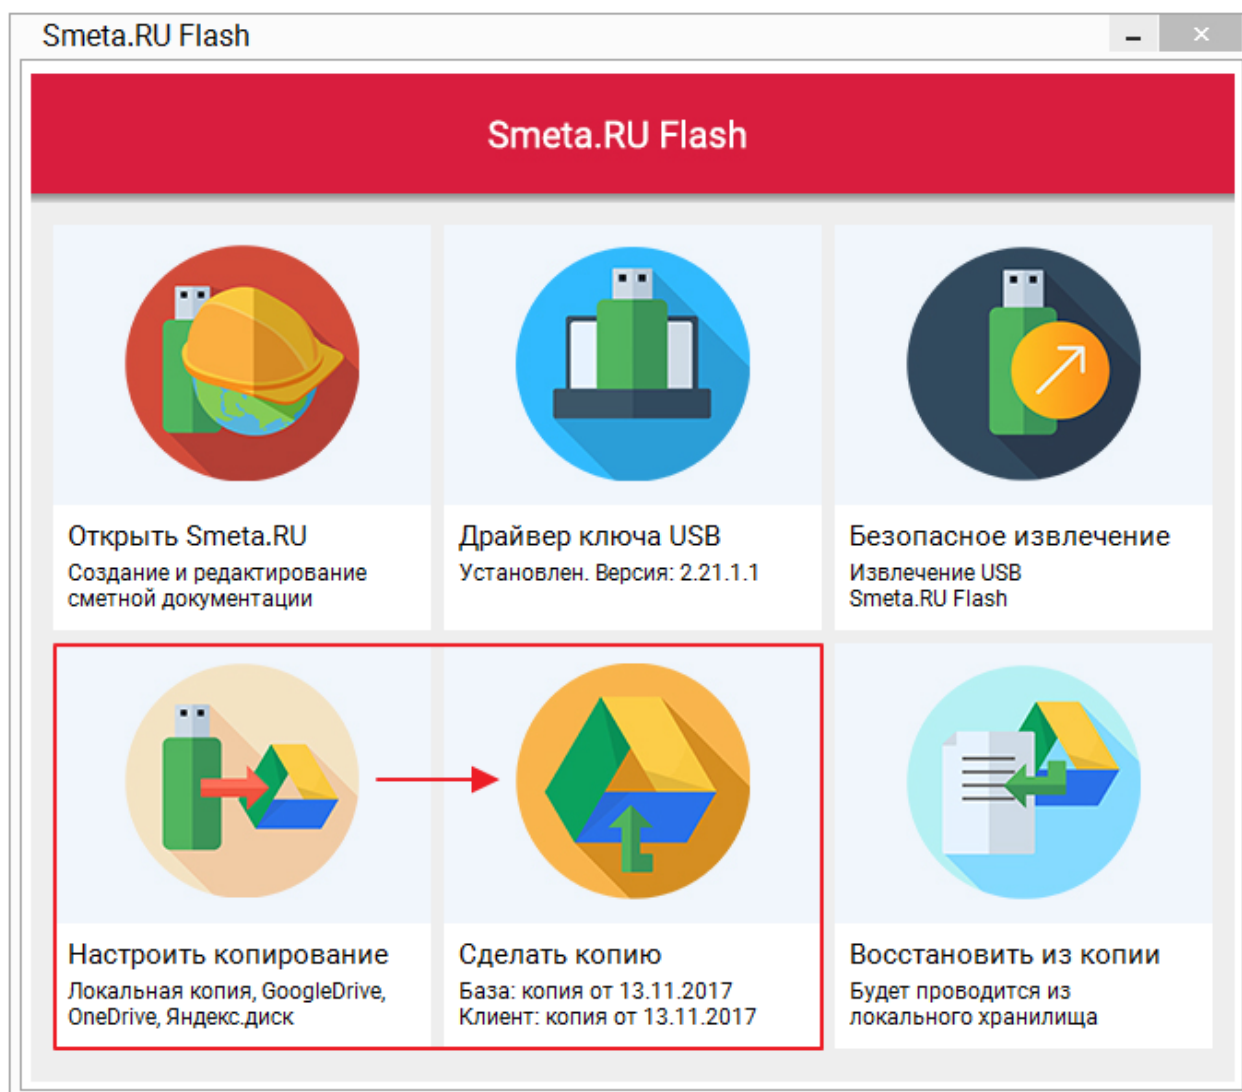 Smeta.RU Flash
Smeta.RU Flash
Открыть Smeta.RU
Создание и редактирование
сметной документации
Драйвер ключа USB
Установлен. Версия: 2.21.1.1
Безопасное извлечение
Извлечение USB
Smeta.RU Flash
Настроить копирование
Локальная копия, GoogleDrive,
OneDrive, Яндекс.диск
Сделать копию
База: копия от 13.11.2017
Клиент: копия от 13.11.2017
Восстановить из копии
Будет проводится из
локального хранилища